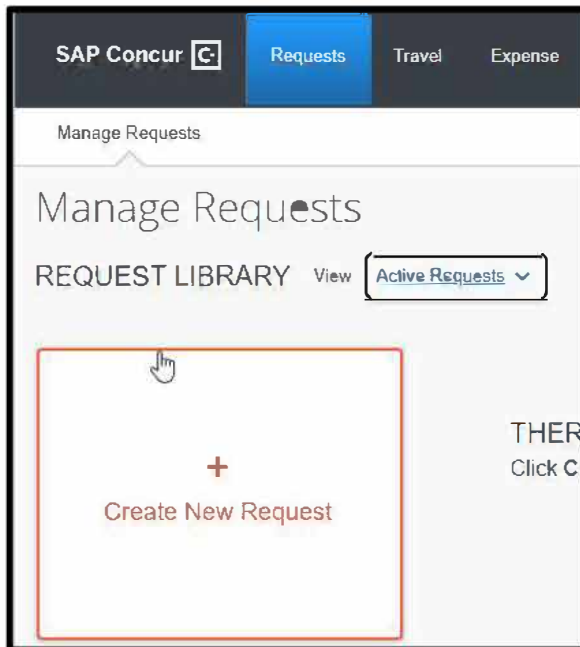 SAP Concur C. Requests Travel Expense
Manage Requests
Manage Requests
REQUEST LIBRARY View Active Requests
THER
Click C
+
Create New Request